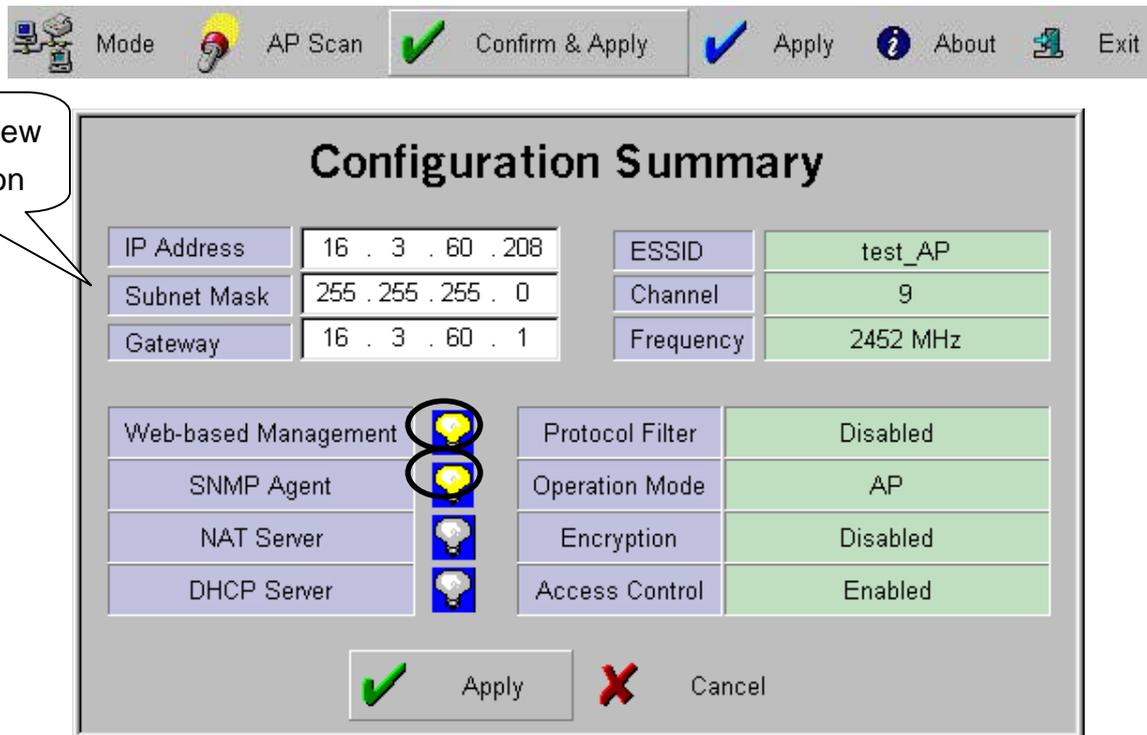 Mode AP Scan Confirm & Apply Apply About Exit
Configuration Summary
IP Address 16 . 3 . 60 . 208 ESSID test_AP
Subnet Mask 255 . 255 . 255 . 0 Channel 9
Gateway 16 . 3 . 60 . 1 Frequency 2452 MHz
Web-based Management Protocol Filter Disabled
SNMP Agent Operation Mode AP
NAT Server Encryption Disabled
DHCP Server Access Control Enabled
Apply Cancel